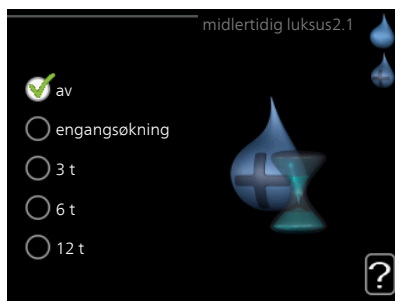 midlertidig luksus2.1
av
engangsøkning
3 t
6 t
12 t
?